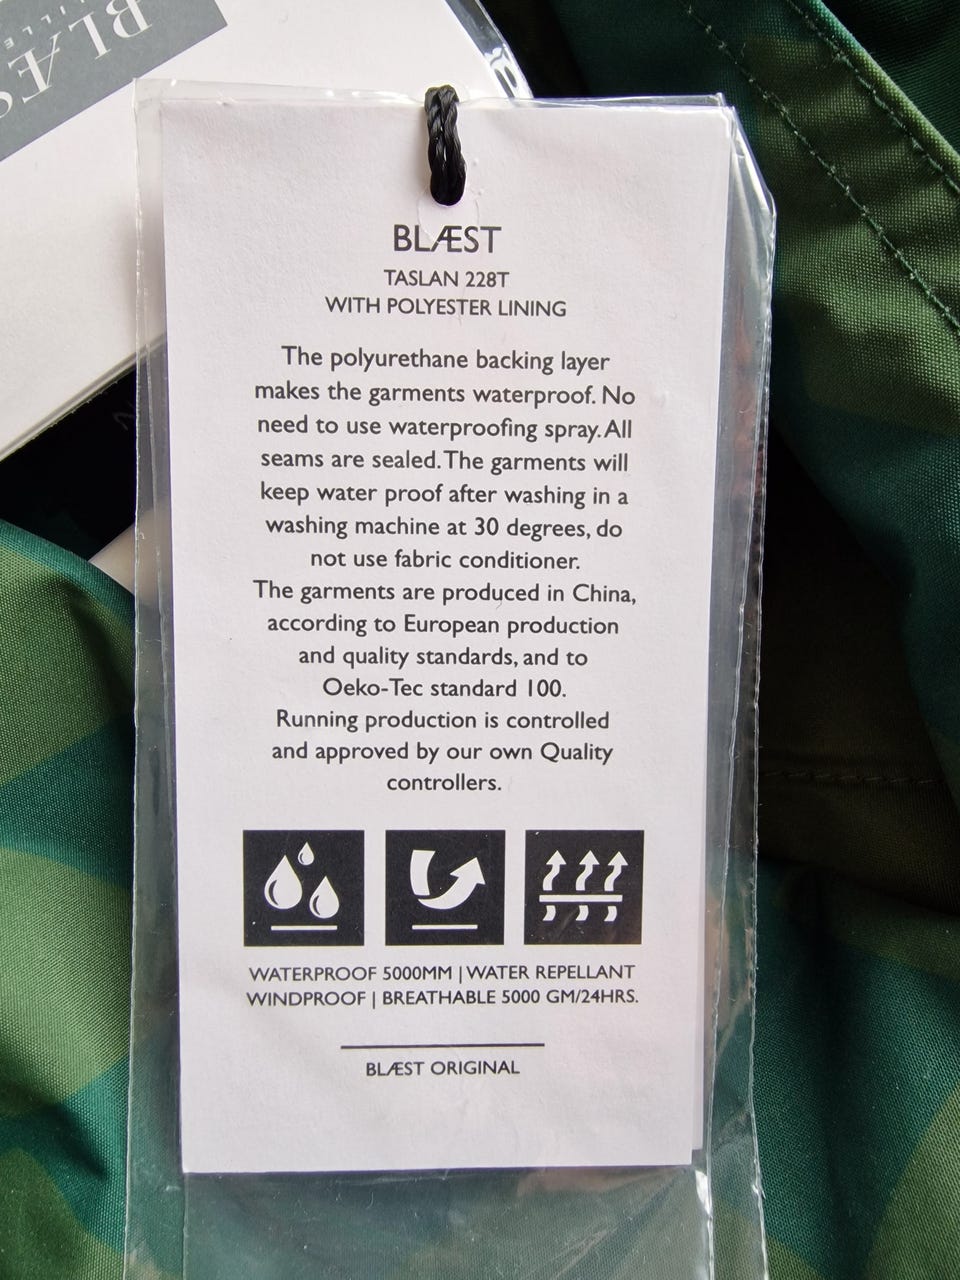 BLÆS
ILLE
BLÆST
TASLAN 228T
WITH POLYESTER LINING
The polyurethane backing layer
makes the garments waterproof. No
need to use waterproofing spray. All
seams are sealed. The garments will
keep water proof after washing in a
washing machine at 30 degrees, do
not use fabric conditioner.
The garments are produced in China,
according to European production
and quality standards, and to
Oeko-Tec standard 100.
Running production is controlled
and approved by our own Quality
controllers.
WATERPROOF 5000MM | WATER REPELLANT
WINDPROOF | BREATHABLE 5000 GM/24HRS.
BLÆST ORIGINAL